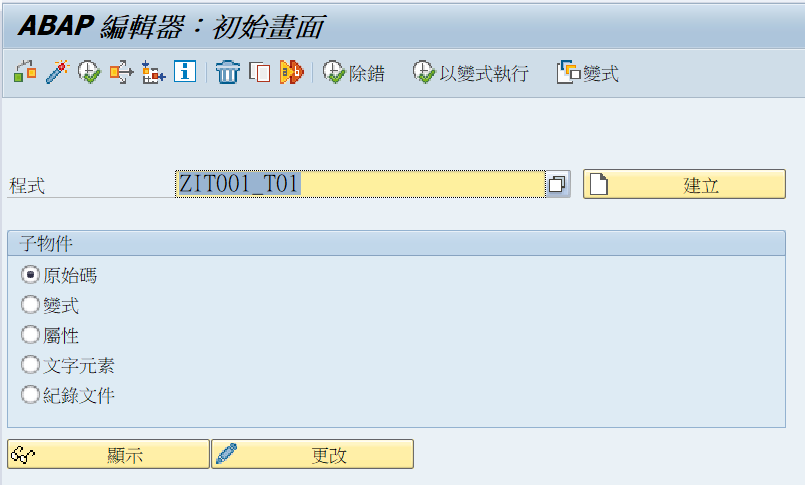 ABAP 編輯器：初始畫面
除錯 以變式執行 變式
程式 ZIT001_T01 建立
子物件
原始碼
變式
屬性
文字元素
紀錄文件
顯示 更改